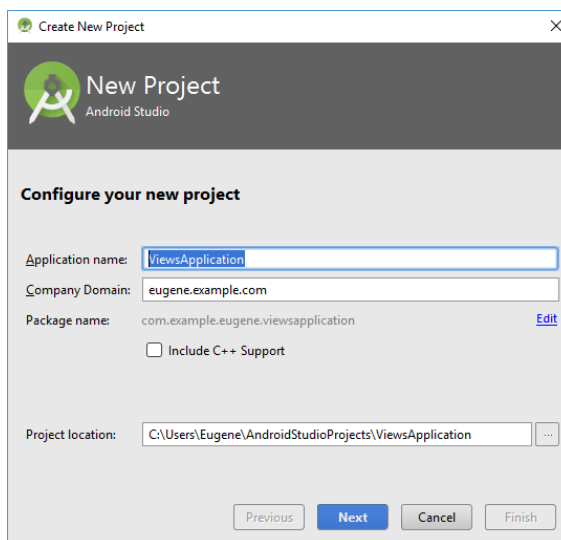 Create New Project
New Project
Android Studio
Configure your new project
Application name: ViewsApplication
Company Domain: eugene.example.com
Package name: com.example.eugene.viewsapplication Edit
Include C++ Support
Project location: C:\Users\Eugene\AndroidStudioProjects\ViewsApplication ...
Previous Next Cancel Finish